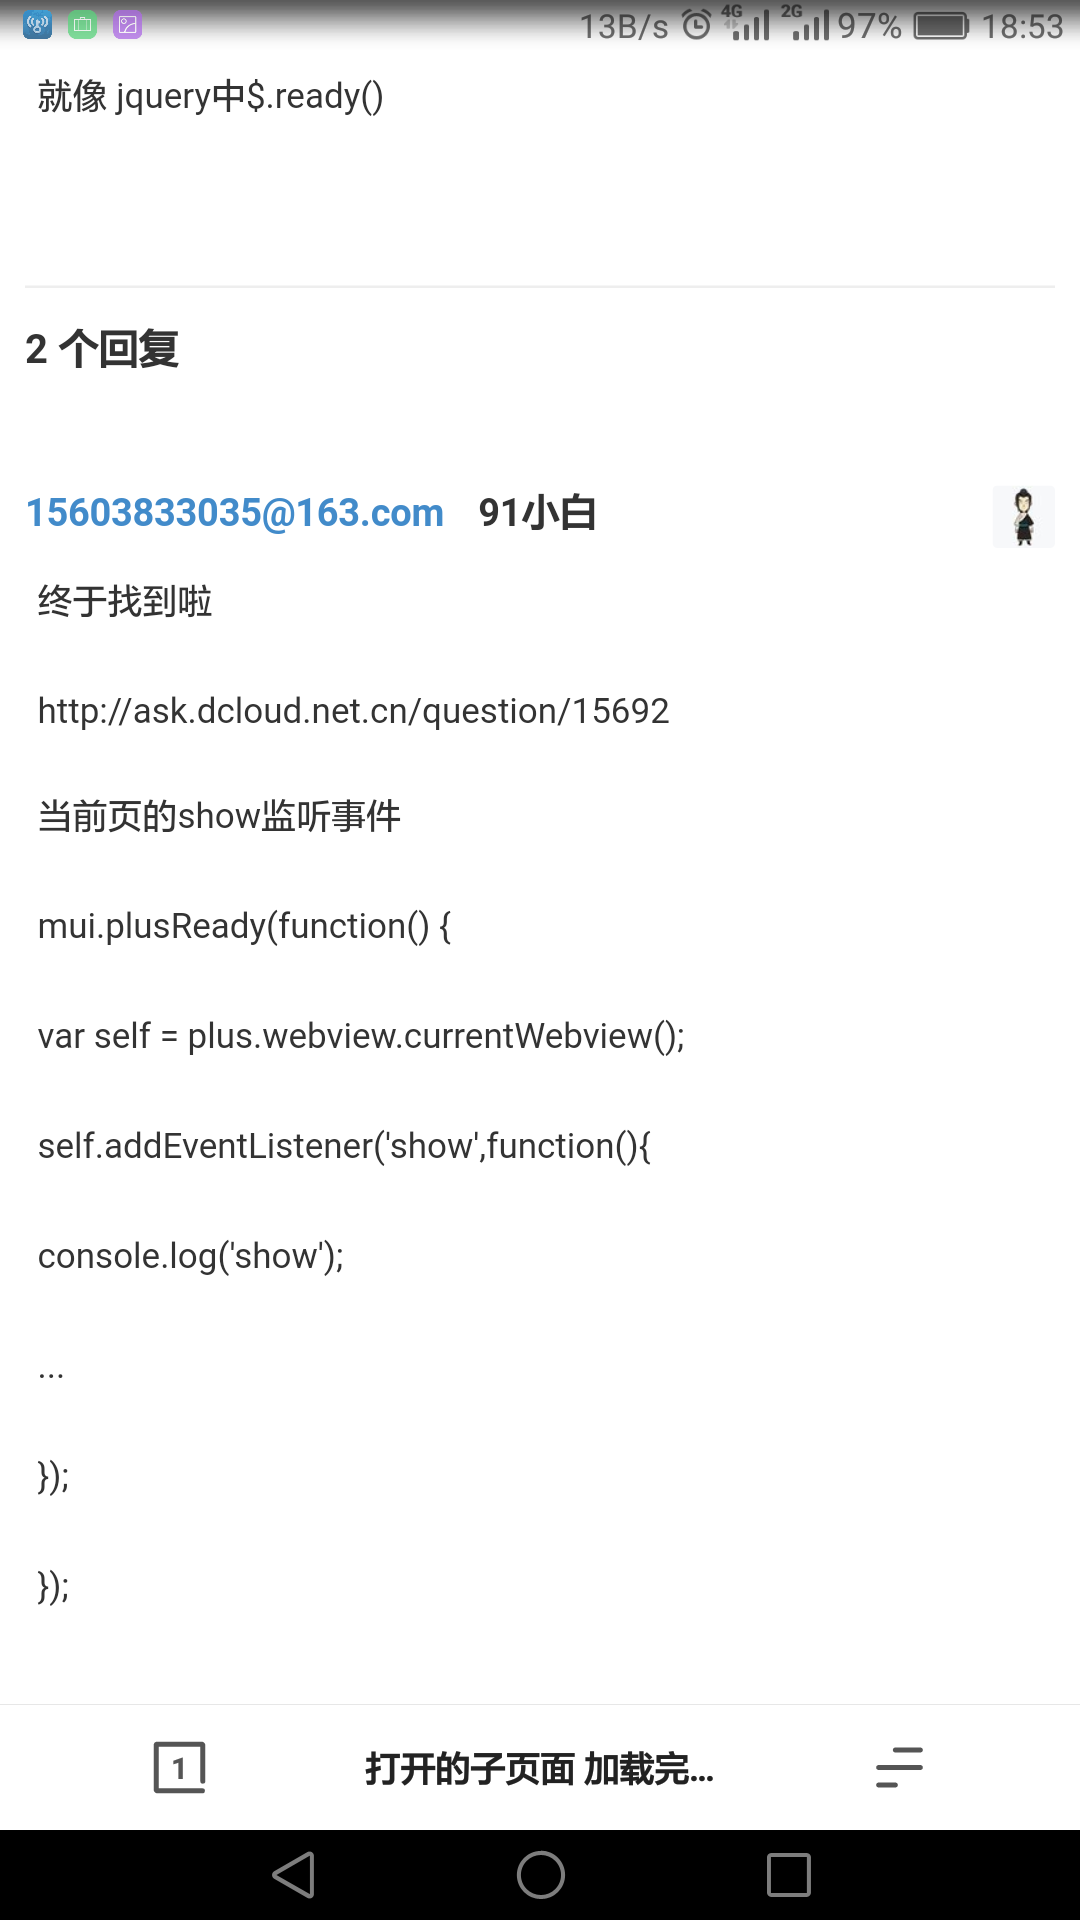 13B/s 4G 2G 97% 18:53
就像 jquery中$.ready()
2 个回复
15603833035@163.com 91小白
终于找到啦
http://ask.dcloud.net.cn/question/15692
当前页的show监听事件
mui.plusReady(function() {
var self = plus.webview.currentWebview();
self.addEventListener('show',function(){
console.log('show');
...
});
});
1 打开的子页面 加载完...